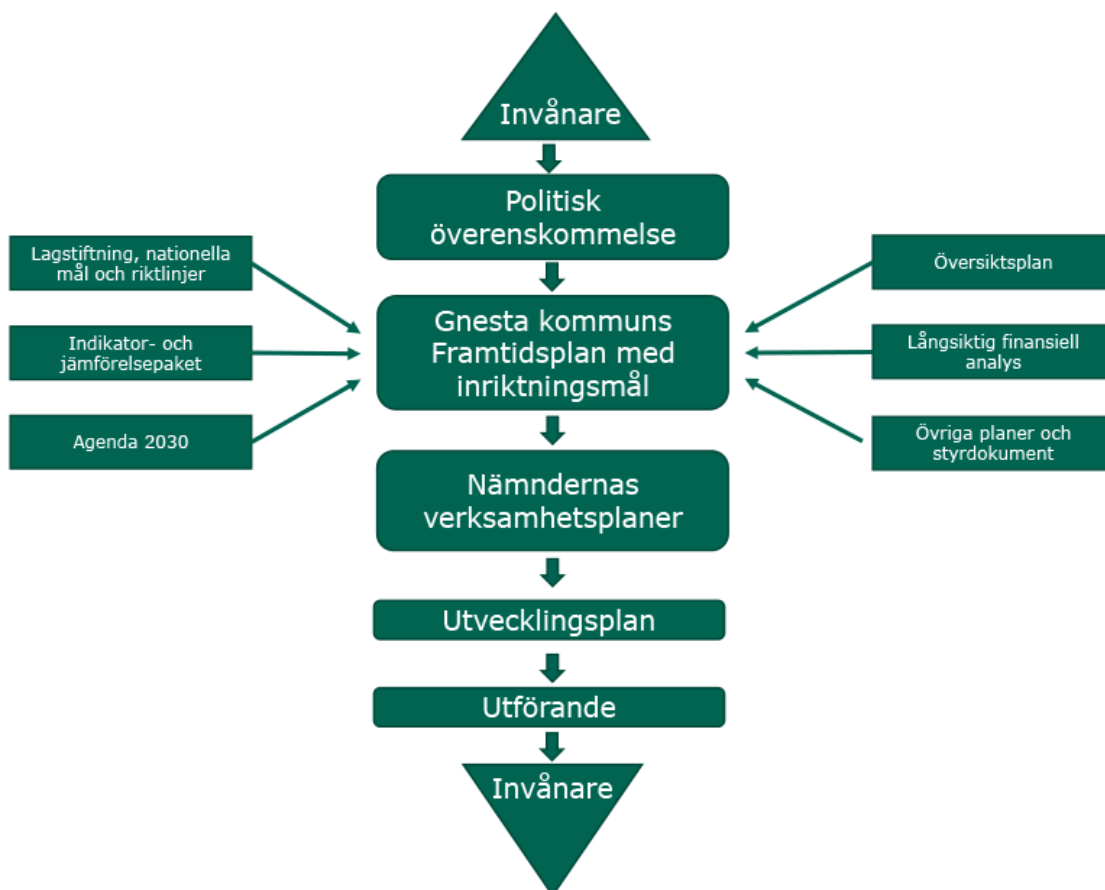 Invånare
Politisk
överenskommelse
Lagstiftning, nationella
mål och riktlinjer
Indikator- och
jämförelsepaket
Agenda 2030
Gnesta kommuns
Framtidsplan med
inriktningsmål
Översiktsplan
Långsiktig finansiell
analys
Övriga planer och
styrdokument
Nämndernas
verksamhetsplaner
Utvecklingsplan
Utförande
Invånare